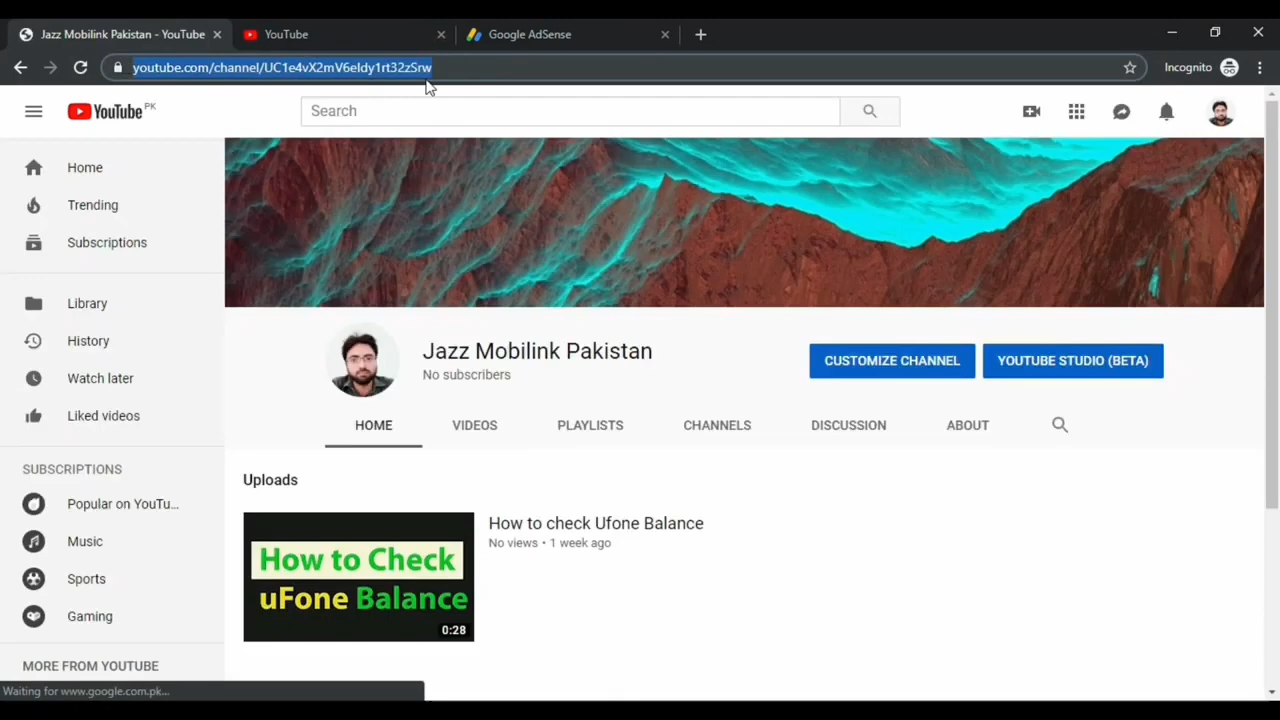 Jazz Mobilink Pakistan - YouTube
YouTube
Google AdSense
youtube.com/channel/UC1e4vX2mV6eIdy1rt32zSrw
Incognito
YouTube PK
Search
Home
Trending
Subscriptions
Library
History
Watch later
Liked videos
SUBSCRIPTIONS
Popular on YouTu...
Music
Sports
Gaming
MORE FROM YOUTUBE
Jazz Mobilink Pakistan
No subscribers
CUSTOMIZE CHANNEL
YOUTUBE STUDIO (BETA)
HOME VIDEOS PLAYLISTS CHANNELS DISCUSSION ABOUT
Uploads
How to Check
uFone Balance
0:28
How to check Ufone Balance
No views • 1 week ago
Waiting for www.google.com.pk...